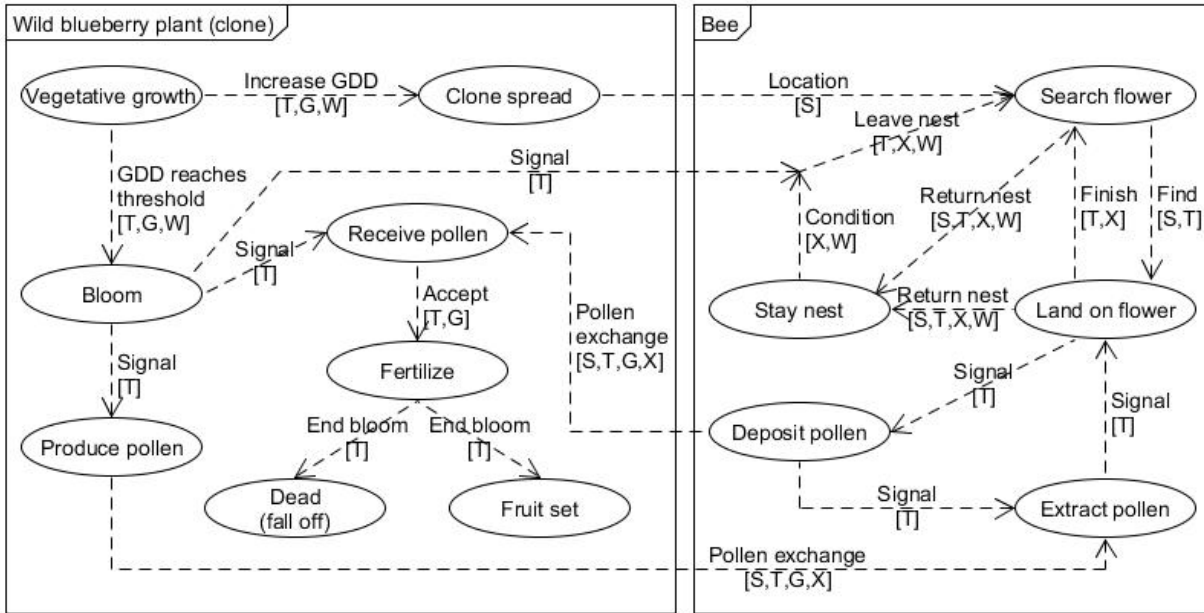 Wild blueberry plant (clone)
Vegetative growth
Increase GDD
[T,G,W]
Clone spread
GDD reaches
threshold
[T,G,W]
Signal
[T]
Signal
[T]
Receive pollen
Bloom
Accept
[T,G]
Pollen
exchange
[S,T,G,X]
Signal
[T]
Fertilize
Produce pollen
End bloom
[T]
End bloom
[T]
Dead
(fall off)
Fruit set
Bee
Location
[S]
Search flower
Leave nest
[T,X,W]
Condition
[X,W]
Return nest
[S,T,X,W]
Finish
[T,X]
Find
[S,T]
Stay nest
Return nest
[S,T,X,W]
Land on flower
Signal
[T]
Signal
[T]
Deposit pollen
Signal
[T]
Extract pollen
Pollen exchange
[S,T,G,X]